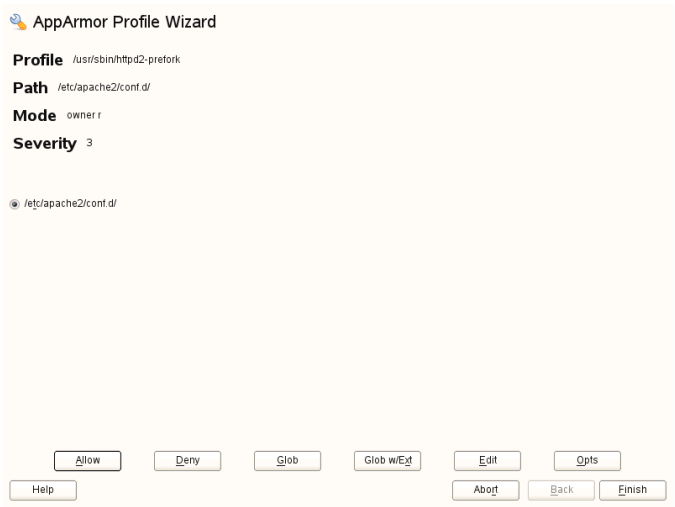 AppArmor Profile Wizard
Profile /usr/sbin/httpd2-prefork
Path /etc/apache2/conf.d/
Mode owner r
Severity 3
/etc/apache2/conf.d/
Allow Deny Glob Glob w/Ext Edit Opts
Help Abort Back Finish